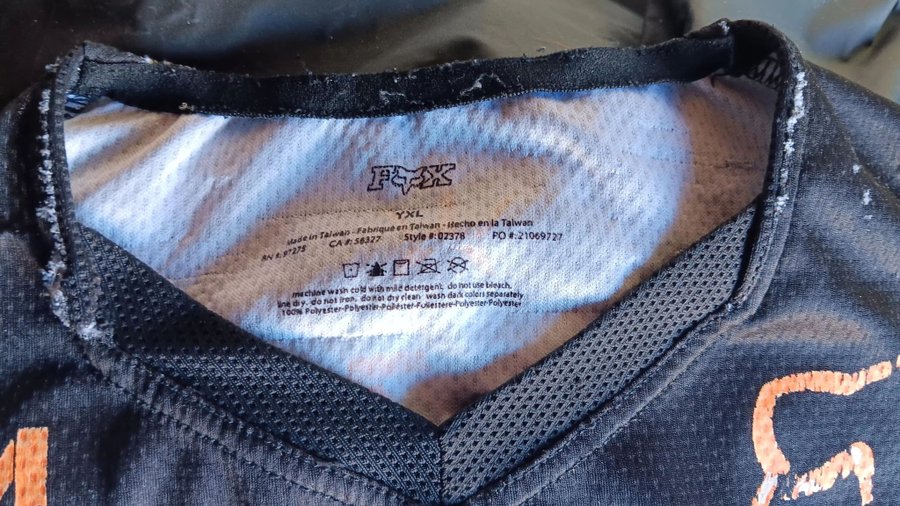 FOX
YXL
Made in Taiwan - Fabriqué en Taiwan - Hecho en la Taiwan
RN #: 97275 CA #: 56327 Style #: 02378 PO #: 21069727
machine wash cold with mild detergent. do not use bleach.
line dry. do not iron. do not dry clean wash dark colors separately
100% Polyester-Polyester-Poliéster-Poliestere-Polyester-Polyester